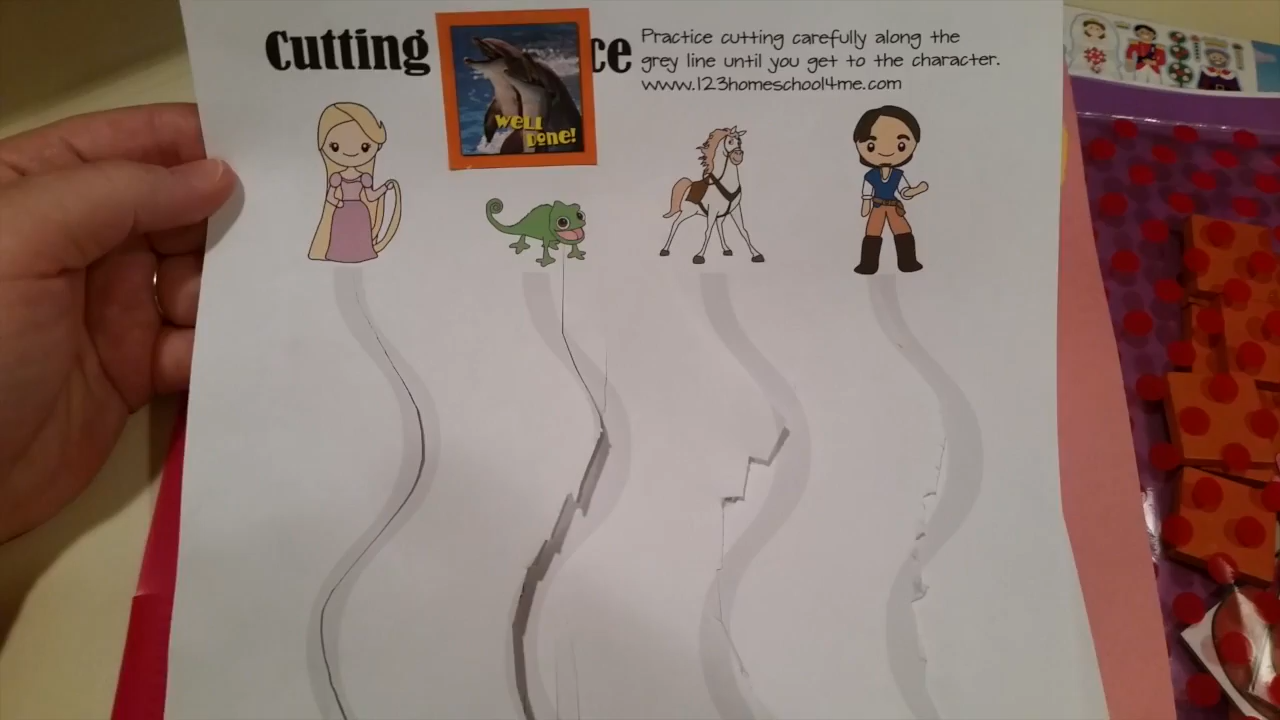 Cutting ce
Practice cutting carefully along the
grey line until you get to the character.
www.123homeschool4me.com
WELL
DONE!